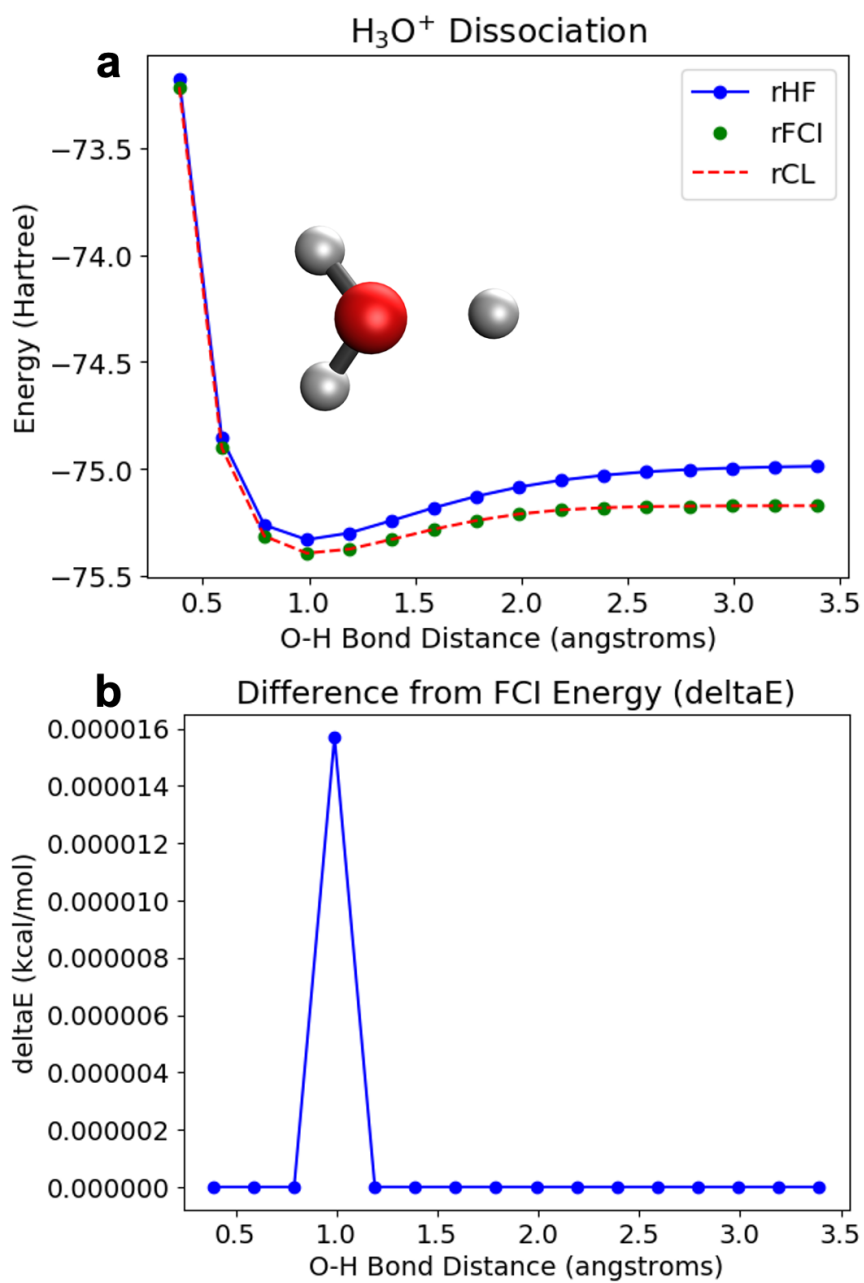 a
H₃O⁺ Dissociation
rHF
rFCI
rCL
−73.5
−74.0
−74.5
−75.0
−75.5
Energy (Hartree)
0.5 1.0 1.5 2.0 2.5 3.0 3.5
O-H Bond Distance (angstroms)
b
Difference from FCI Energy (deltaE)
0.000016
0.000014
0.000012
0.000010
0.000008
0.000006
0.000004
0.000002
0.000000
deltaE (kcal/mol)
0.5 1.0 1.5 2.0 2.5 3.0 3.5
O-H Bond Distance (angstroms)